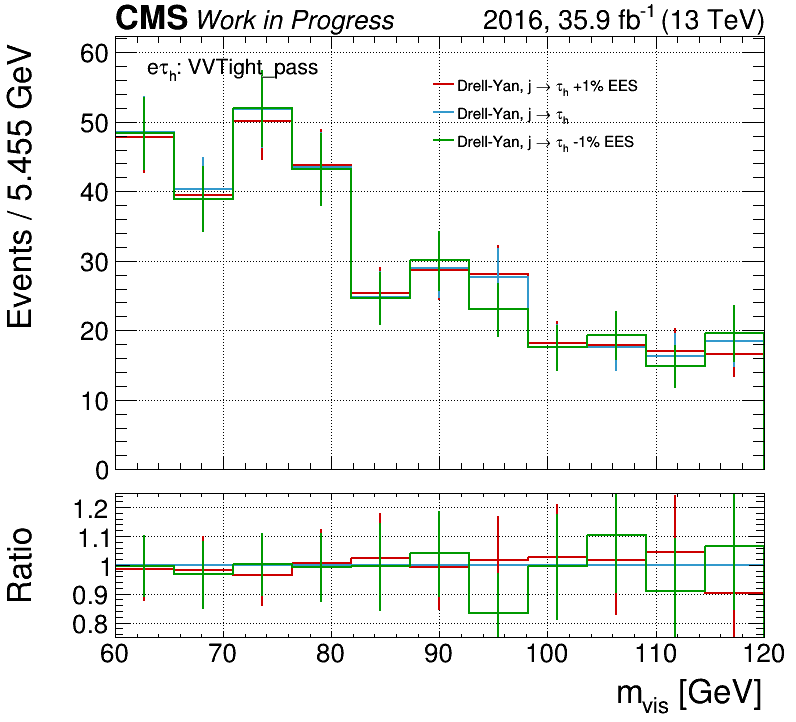 CMS Work in Progress 2016, 35.9 fb⁻¹ (13 TeV)
eτₕ: VVTight_pass
Drell-Yan, j → τₕ +1% EES
Drell-Yan, j → τₕ
Drell-Yan, j → τₕ -1% EES
Events / 5.455 GeV
60
50
40
30
20
10
0
Ratio
1.2
1.1
1
0.9
0.8
60 70 80 90 100 110 120
m_vis [GeV]